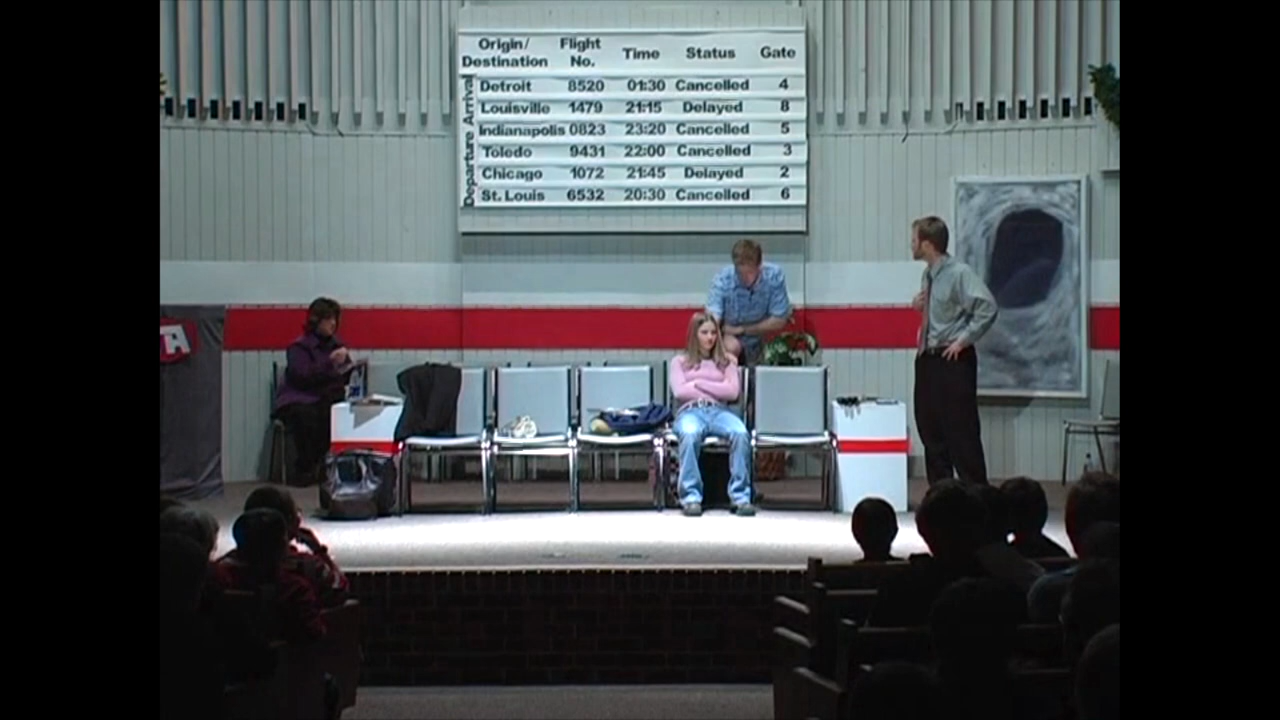 Origin/ Destination Flight No. Time Status Gate
Departure Arrival
Detroit 8520 01:30 Cancelled 4
Louisville 1479 21:15 Delayed 8
Indianapolis 0823 23:20 Cancelled 5
Toledo 9431 22:00 Cancelled 3
Chicago 1072 21:45 Delayed 2
St. Louis 6532 20:30 Cancelled 6